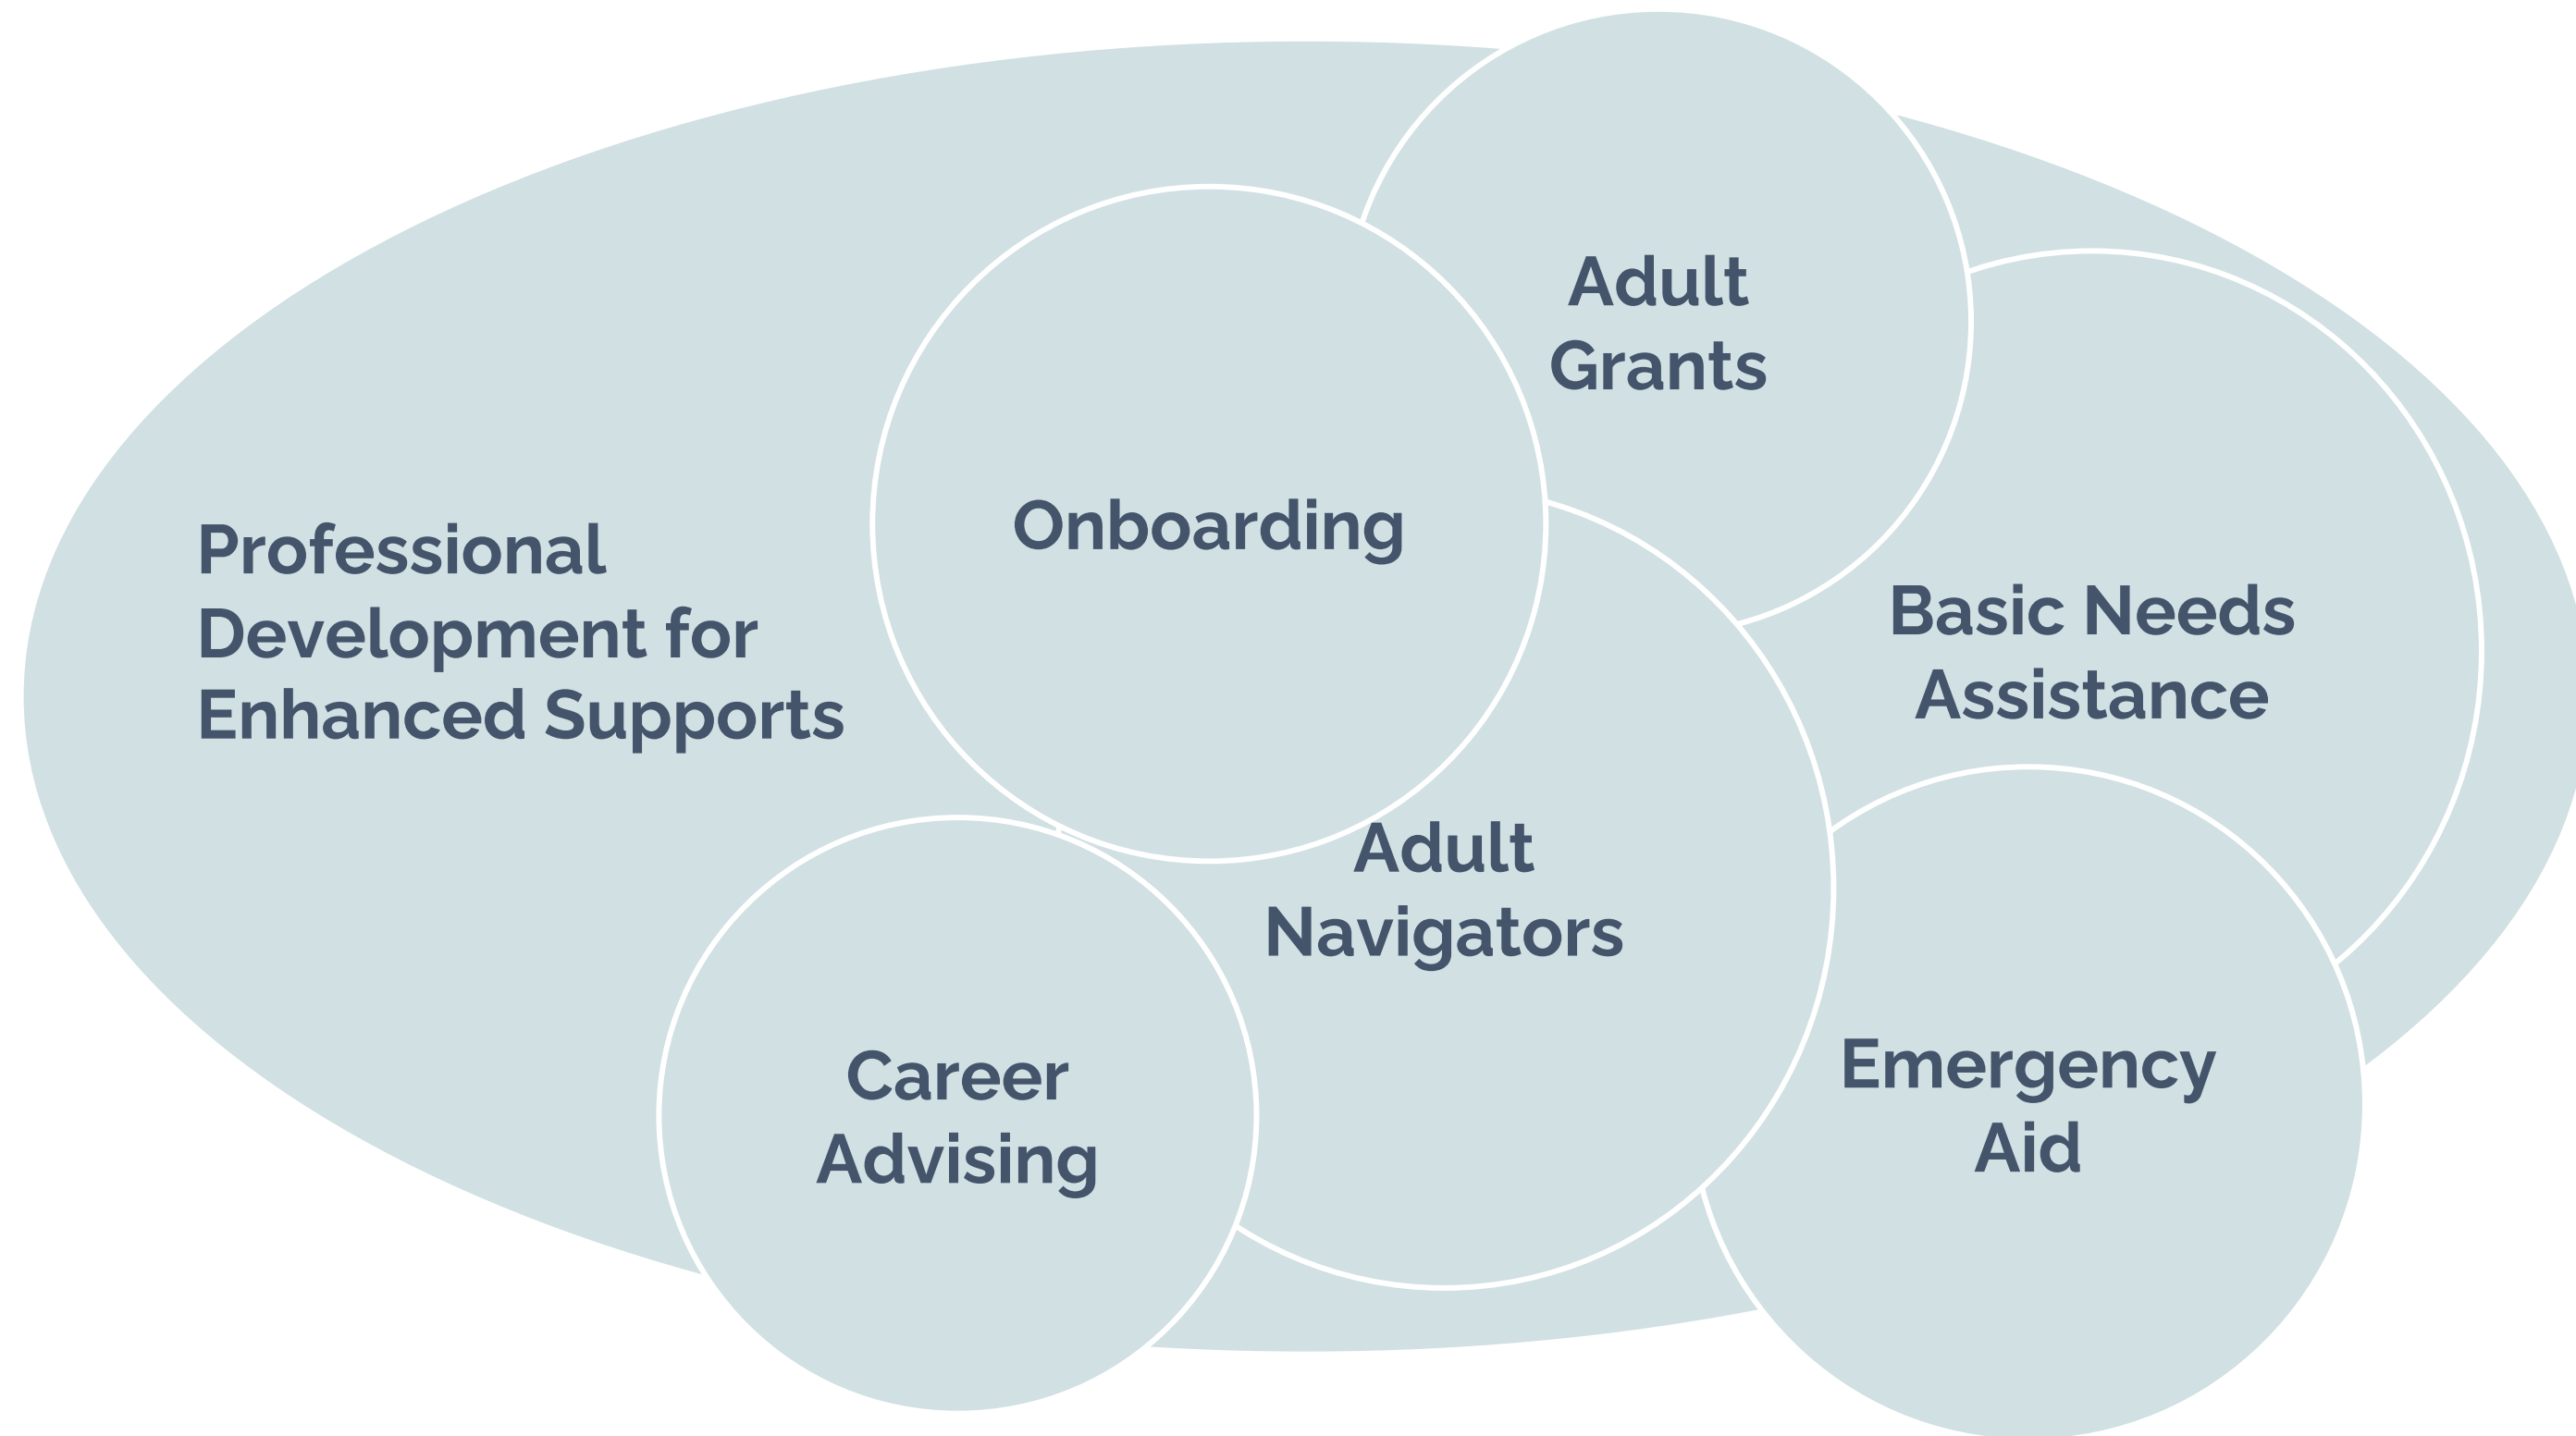 Adult
Grants
Onboarding
Professional
Development for
Enhanced Supports
Basic Needs
Assistance
Adult
Navigators
Career
Advising
Emergency
Aid